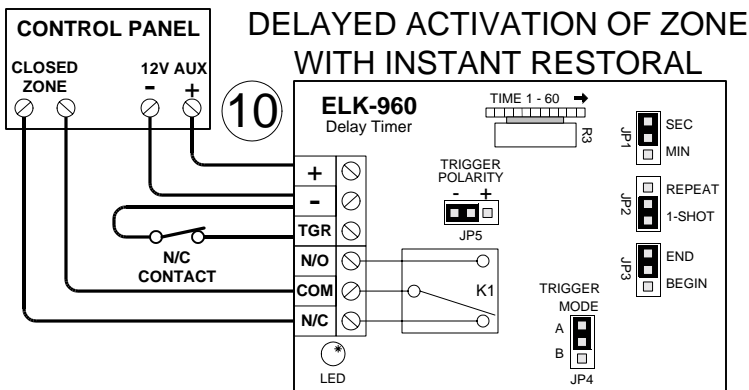 CONTROL PANEL
CLOSED ZONE
12V AUX
- +
DELAYED ACTIVATION OF ZONE
WITH INSTANT RESTORAL
10
ELK-960
Delay Timer
TIME 1 - 60
R3
TRIGGER
POLARITY
- +
JP5
JP1
SEC
MIN
JP2
REPEAT
1-SHOT
JP3
END
BEGIN
+
-
TGR
N/O
COM
N/C
N/C
CONTACT
K1
TRIGGER
MODE
A
B
JP4
LED